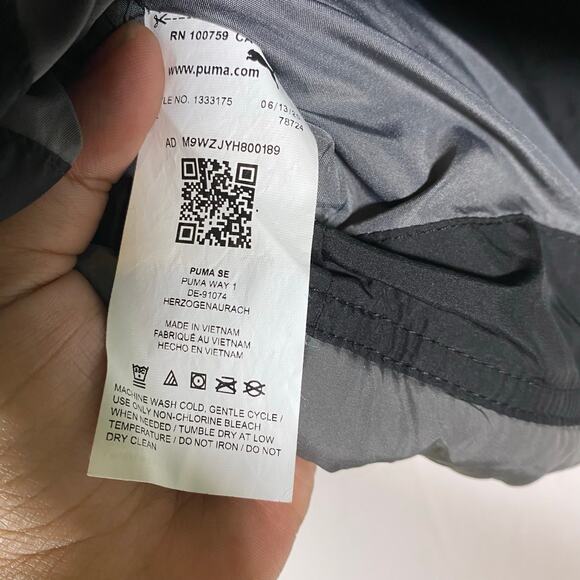 RN 100759
www.puma.com
LE NO. 1333175 06/13/2
78724
AD M9WZJYH800189
PUMA SE
PUMA WAY 1
DE-91074
HERZOGENAURACH
MADE IN VIETNAM
FABRIQUÉ AU VIETNAM
HECHO EN VIETNAM
MACHINE WASH COLD, GENTLE CYCLE /
USE ONLY NON-CHLORINE BLEACH
WHEN NEEDED / TUMBLE DRY AT LOW
TEMPERATURE / DO NOT IRON / DO NOT
DRY CLEAN